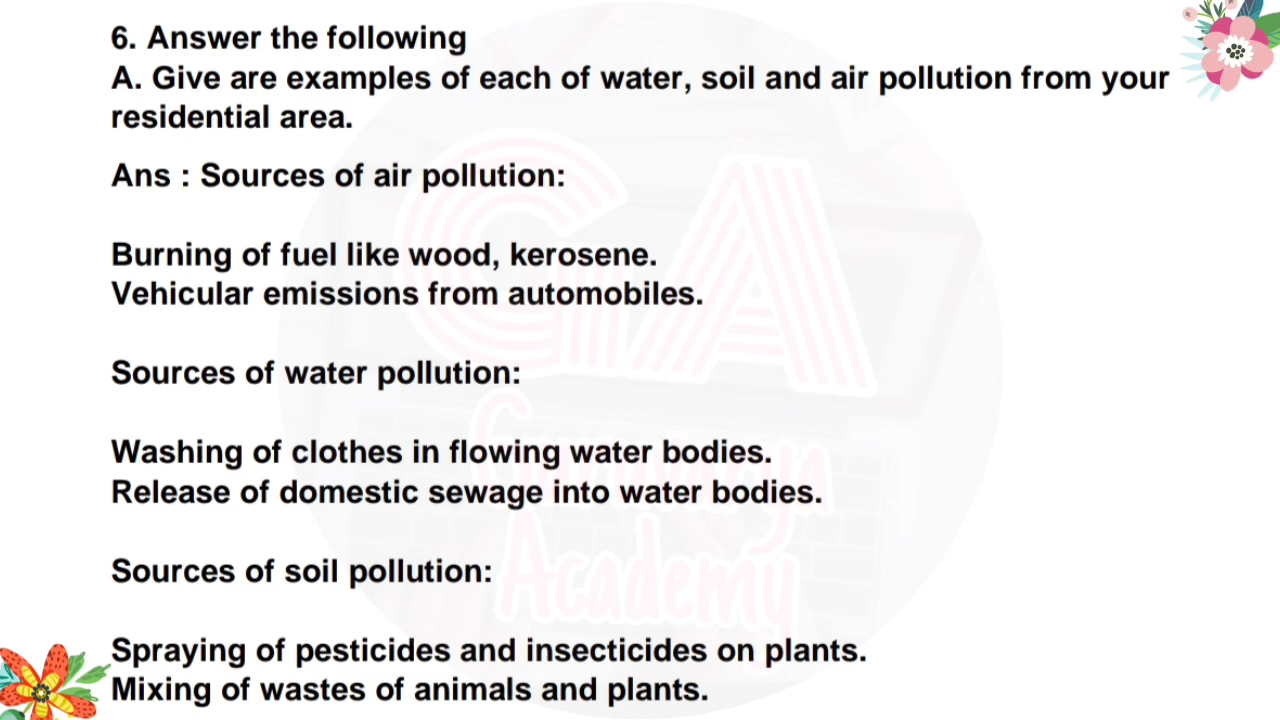 6. Answer the following
A. Give are examples of each of water, soil and air pollution from your
residential area.
Ans : Sources of air pollution:
Burning of fuel like wood, kerosene.
Vehicular emissions from automobiles.
Sources of water pollution:
Washing of clothes in flowing water bodies.
Release of domestic sewage into water bodies.
Sources of soil pollution:
Spraying of pesticides and insecticides on plants.
Mixing of wastes of animals and plants.
GA
Academy